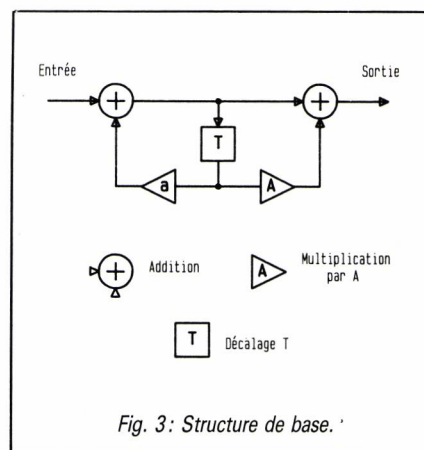 Entrée
Sortie
T
a
A
Addition
A
Multiplication
par A
T
Décalage T
Fig. 3: Structure de base.